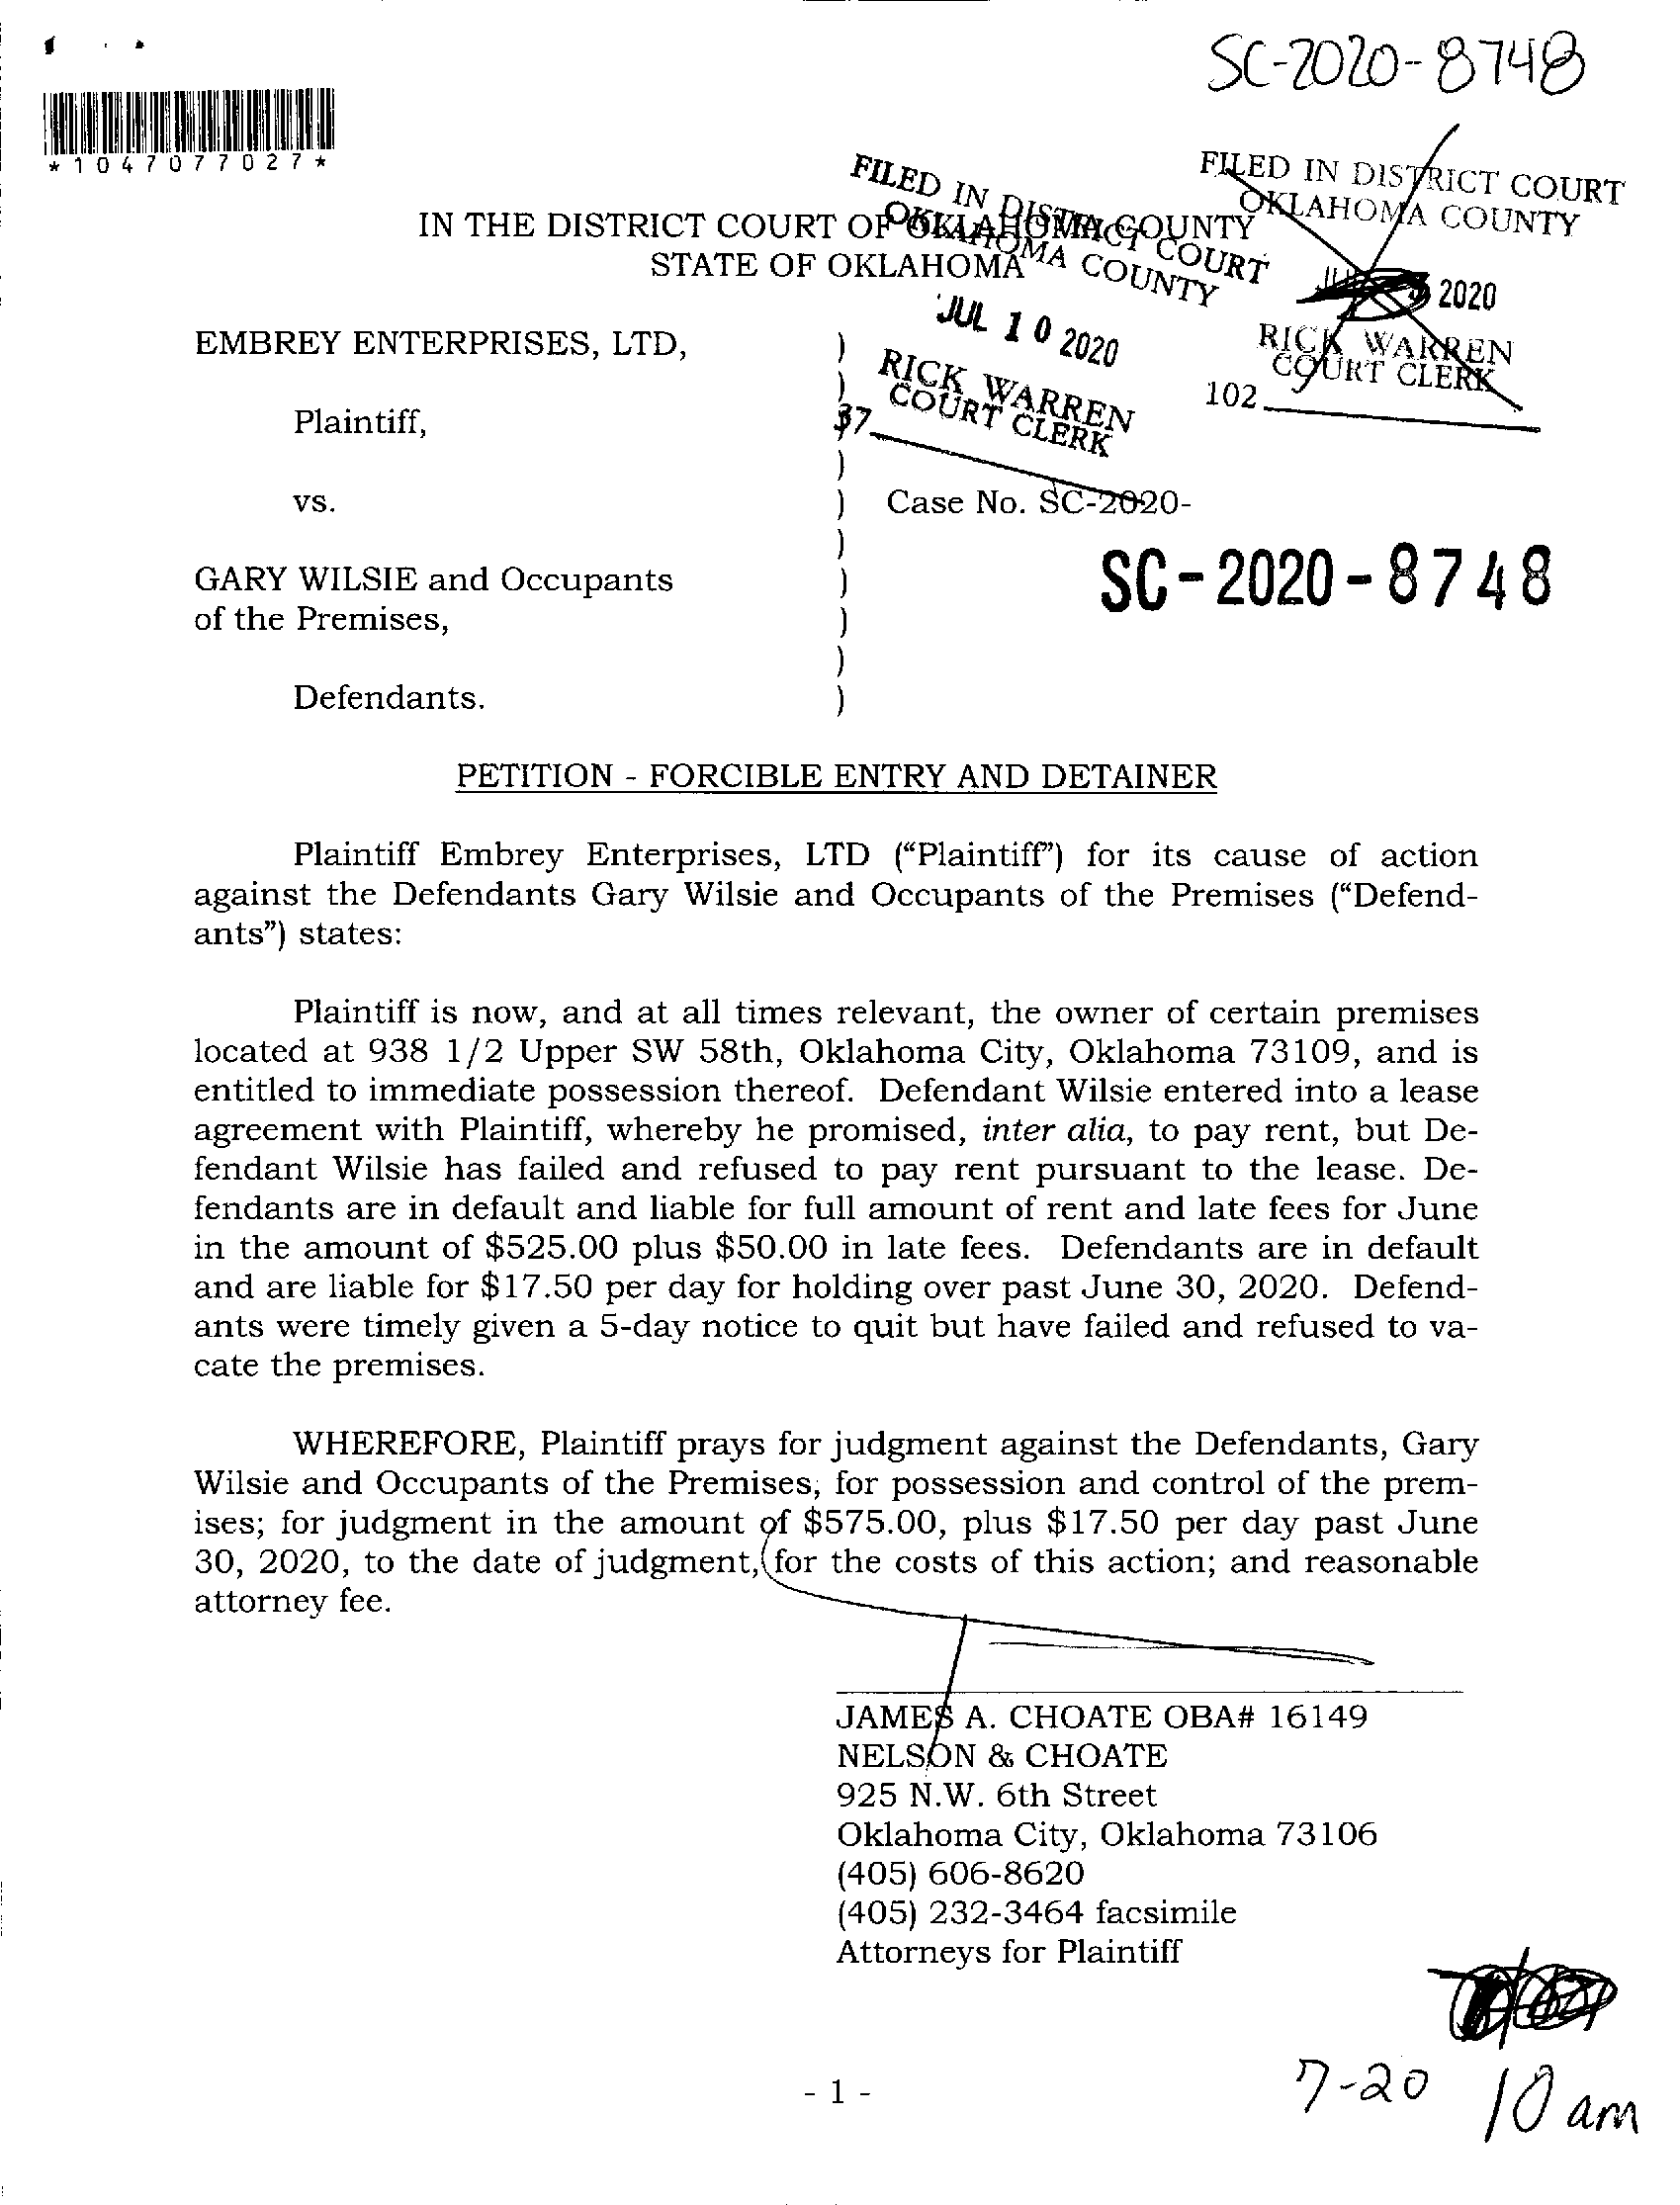 SC-2020-8748
*1047077027*
FILED IN DISTRICT COURT
OKLAHOMA COUNTY
JUL 10 2020
RICK WARREN
COURT CLERK
37
FILED IN DISTRICT COURT
OKLAHOMA COUNTY
2020
RICK WARREN
COURT CLERK
102
IN THE DISTRICT COURT OF OKLAHOMA COUNTY
STATE OF OKLAHOMA
EMBREY ENTERPRISES, LTD, )
)
Plaintiff, )
)
vs. ) Case No. SC-2020-
)
GARY WILSIE and Occupants ) SC-2020-8748
of the Premises, )
)
Defendants. )
PETITION - FORCIBLE ENTRY AND DETAINER
Plaintiff Embrey Enterprises, LTD (“Plaintiff”) for its cause of action
against the Defendants Gary Wilsie and Occupants of the Premises (“Defend-
ants”) states:
Plaintiff is now, and at all times relevant, the owner of certain premises
located at 938 1/2 Upper SW 58th, Oklahoma City, Oklahoma 73109, and is
entitled to immediate possession thereof. Defendant Wilsie entered into a lease
agreement with Plaintiff, whereby he promised, inter alia, to pay rent, but De-
fendant Wilsie has failed and refused to pay rent pursuant to the lease. De-
fendants are in default and liable for full amount of rent and late fees for June
in the amount of $525.00 plus $50.00 in late fees. Defendants are in default
and are liable for $17.50 per day for holding over past June 30, 2020. Defend-
ants were timely given a 5-day notice to quit but have failed and refused to va-
cate the premises.
WHEREFORE, Plaintiff prays for judgment against the Defendants, Gary
Wilsie and Occupants of the Premises, for possession and control of the prem-
ises; for judgment in the amount of $575.00, plus $17.50 per day past June
30, 2020, to the date of judgment, for the costs of this action; and reasonable
attorney fee.
JAMES A. CHOATE OBA# 16149
NELSON & CHOATE
925 N.W. 6th Street
Oklahoma City, Oklahoma 73106
(405) 606-8620
(405) 232-3464 facsimile
Attorneys for Plaintiff
7-20 10 am
- 1 -